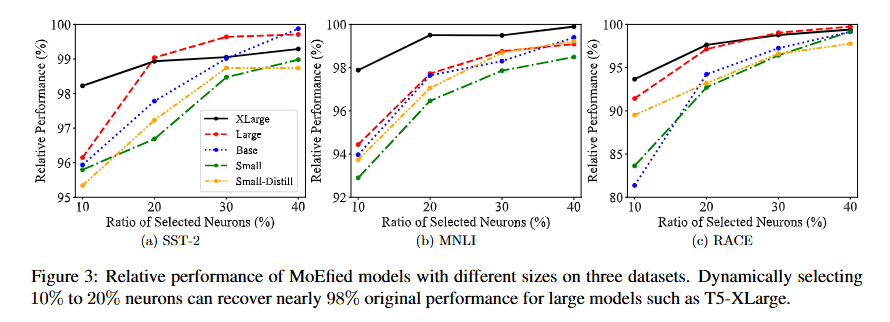 Relative Performance (%)
100
99
98
97
96
95
XLarge
Large
Base
Small
Small-Distill
10
20
30
40
Ratio of Selected Neurons (%)
(a) SST-2
Relative Performance (%)
100
98
96
94
92
10
20
30
40
Ratio of Selected Neurons (%)
(b) MNLI
Relative Performance (%)
100
95
90
85
80
10
20
30
40
Ratio of Selected Neurons (%)
(c) RACE
Figure 3: Relative performance of MoEfied models with different sizes on three datasets. Dynamically selecting
10% to 20% neurons can recover nearly 98% original performance for large models such as T5-XLarge.